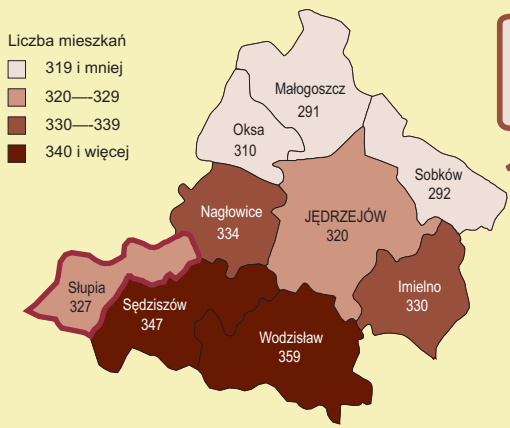 Liczba mieszkań
319 i mniej
320—-329
330—-339
340 i więcej
Małogoszcz
291
Oksa
310
Sobków
292
Nagłowice
334
JĘDRZEJÓW
320
Słupia
327
Imielno
330
Sędziszów
347
Wodzisław
359